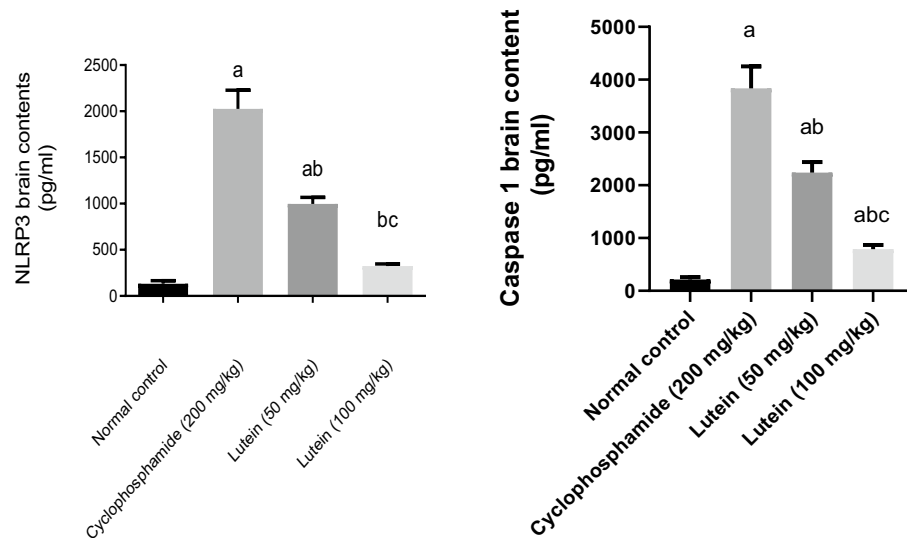 NLRP3 brain contents
(pg/ml)
2500
2000
1500
1000
500
0
a
ab
bc
Normal control
Cyclophosphamide (200 mg/kg)
Lutein (50 mg/kg)
Lutein (100 mg/kg)
Caspase 1 brain content
(pg/ml)
5000
4000
3000
2000
1000
0
a
ab
abc
Normal control
Cyclophosphamide (200 mg/kg)
Lutein (50 mg/kg)
Lutein (100 mg/kg)